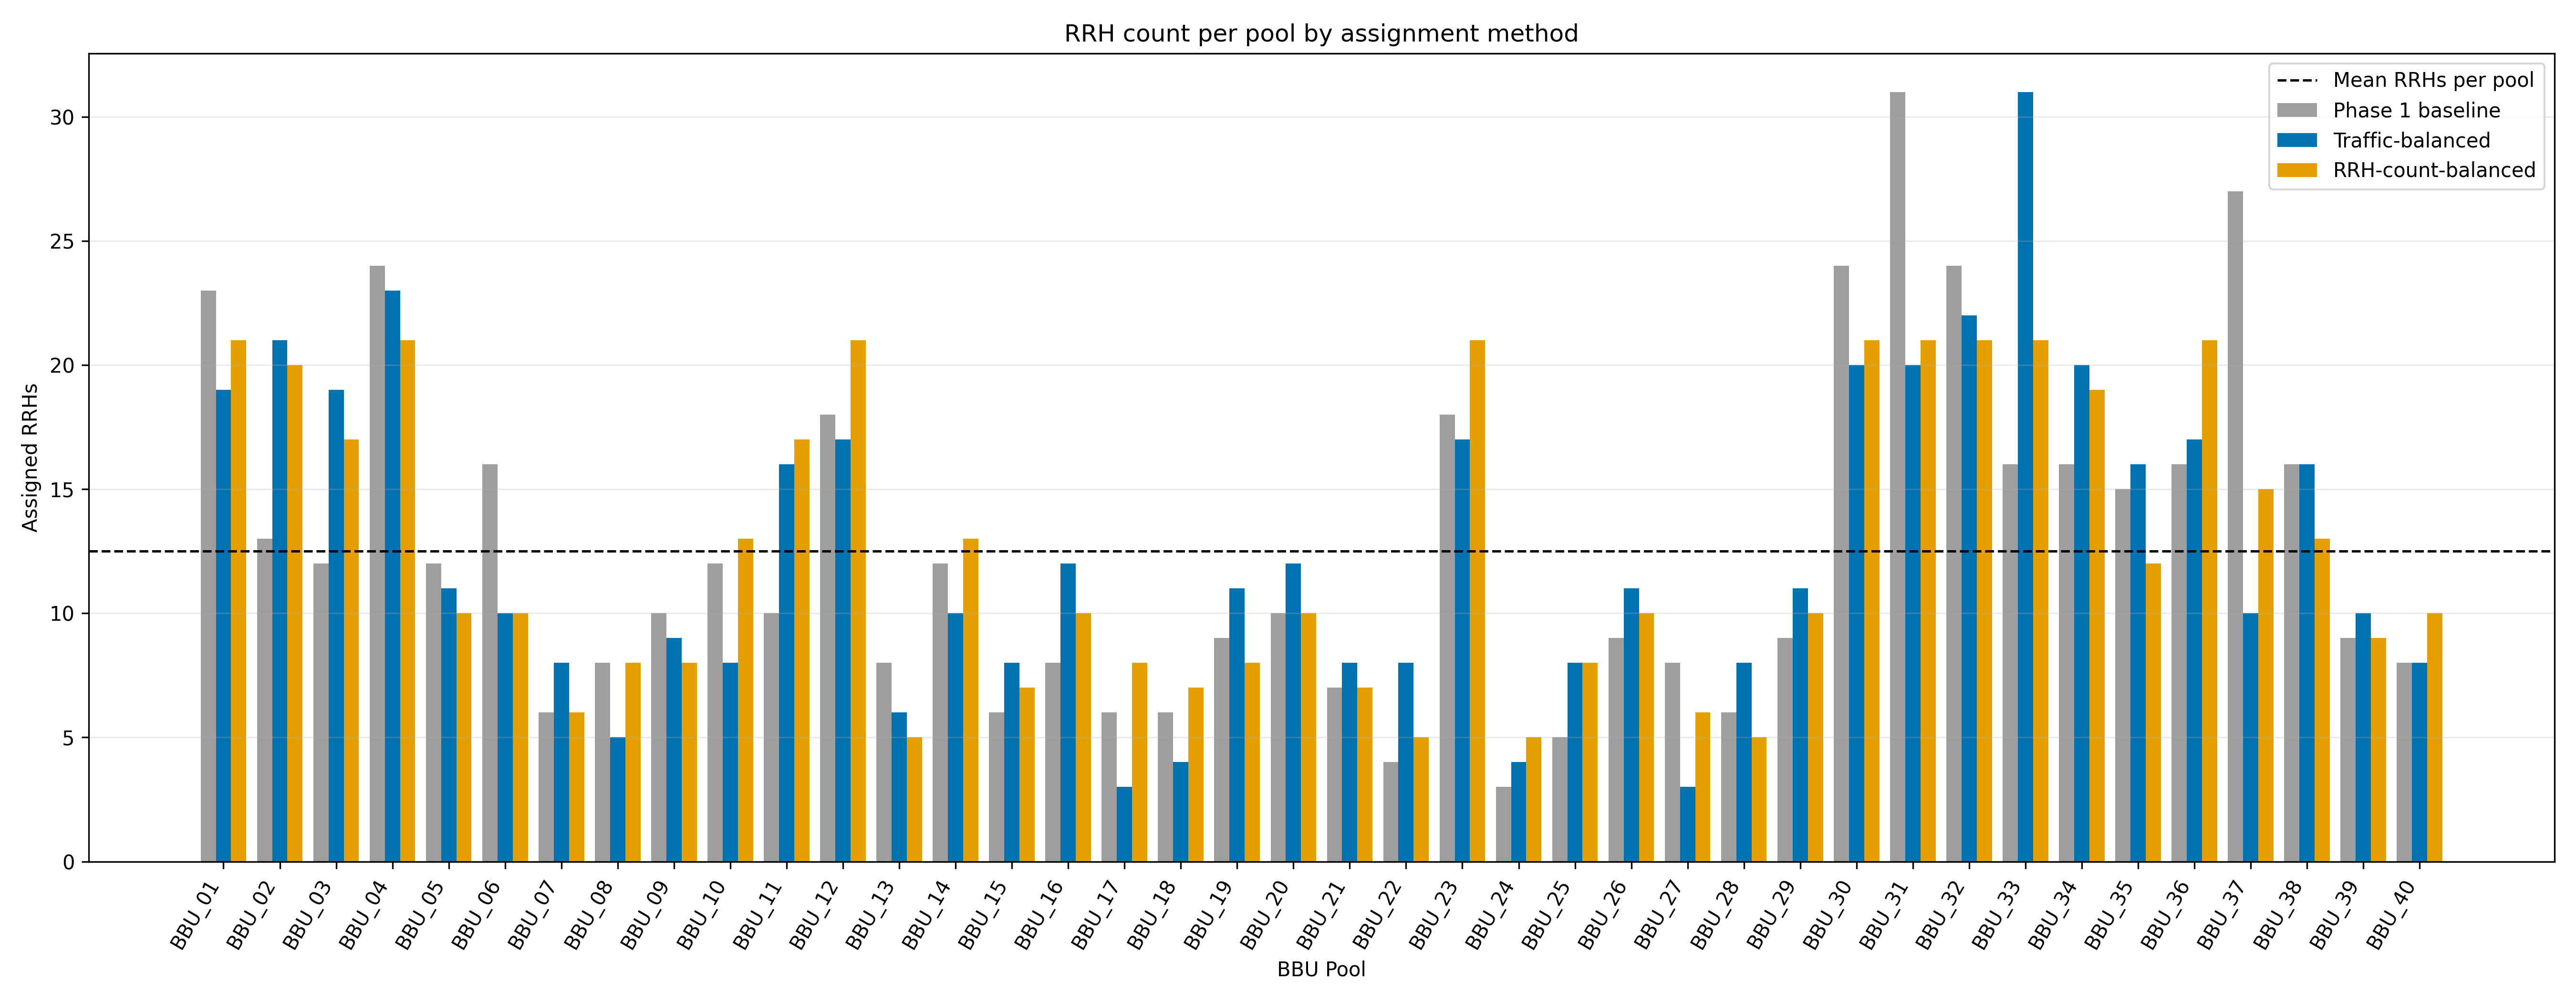 RRH count per pool by assignment method
Mean RRHs per pool
Phase 1 baseline
Traffic-balanced
RRH-count-balanced
Assigned RRHs
30
25
20
15
10
5
0
BBU_01
BBU_02
BBU_03
BBU_04
BBU_05
BBU_06
BBU_07
BBU_08
BBU_09
BBU_10
BBU_11
BBU_12
BBU_13
BBU_14
BBU_15
BBU_16
BBU_17
BBU_18
BBU_19
BBU_20
BBU_21
BBU_22
BBU_23
BBU_24
BBU_25
BBU_26
BBU_27
BBU_28
BBU_29
BBU_30
BBU_31
BBU_32
BBU_33
BBU_34
BBU_35
BBU_36
BBU_37
BBU_38
BBU_39
BBU_40
BBU Pool